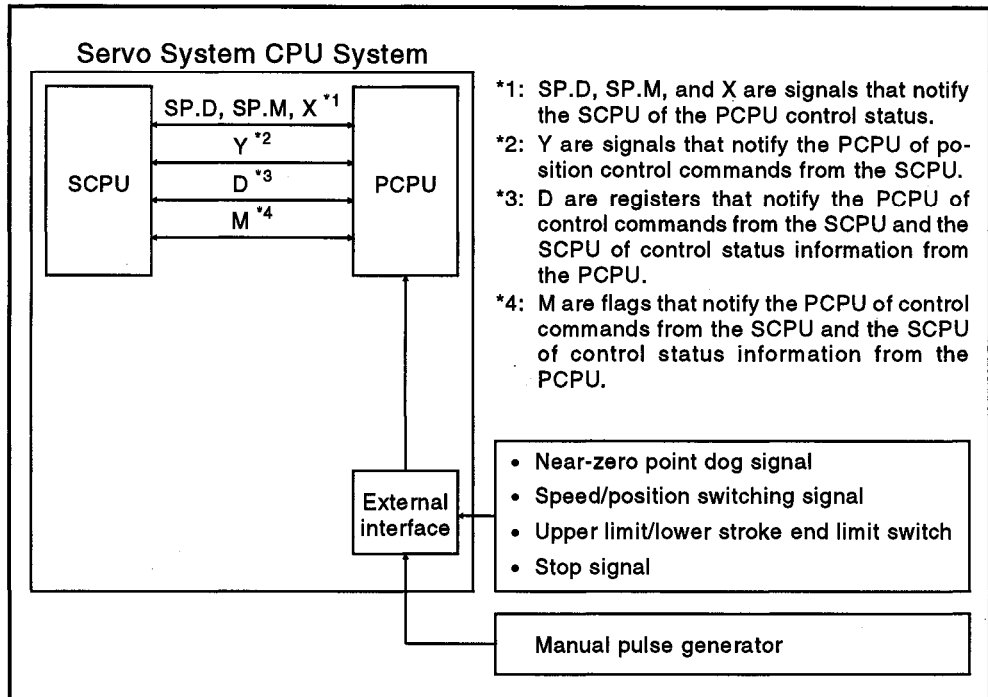 Servo System CPU System
SP.D, SP.M, X *1
Y *2
D *3
M *4
SCPU
PCPU
External
interface
*1: SP.D, SP.M, and X are signals that notify
the SCPU of the PCPU control status.
*2: Y are signals that notify the PCPU of po-
sition control commands from the SCPU.
*3: D are registers that notify the PCPU of
control commands from the SCPU and the
SCPU of control status information from
the PCPU.
*4: M are flags that notify the PCPU of control
commands from the SCPU and the SCPU
of control status information from the
PCPU.
• Near-zero point dog signal
• Speed/position switching signal
• Upper limit/lower stroke end limit switch
• Stop signal
Manual pulse generator